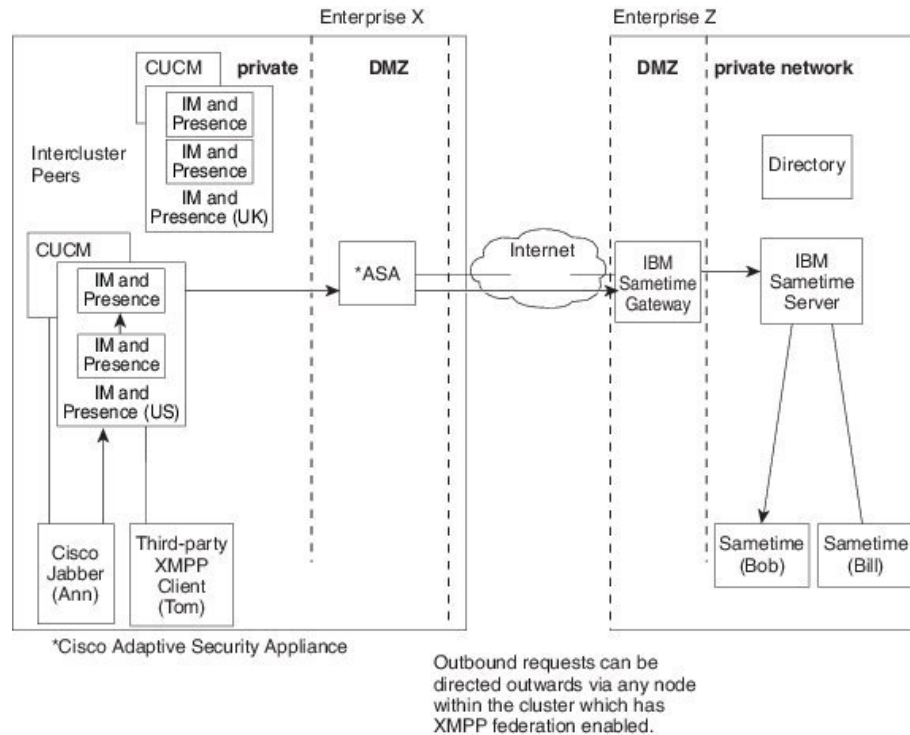 Enterprise X
Enterprise Z
CUCM
private
DMZ
DMZ
private network
IM and
Presence
IM and
Presence
IM and
Presence (UK)
Intercluster
Peers
Directory
CUCM
IM and
Presence
IM and
Presence
IM and
Presence (US)
*ASA
Internet
IBM
Sametime
Gateway
IBM
Sametime
Server
Cisco
Jabber
(Ann)
Third-party
XMPP
Client
(Tom)
Sametime
(Bob)
Sametime
(Bill)
*Cisco Adaptive Security Appliance
Outbound requests can be
directed outwards via any node
within the cluster which has
XMPP federation enabled.